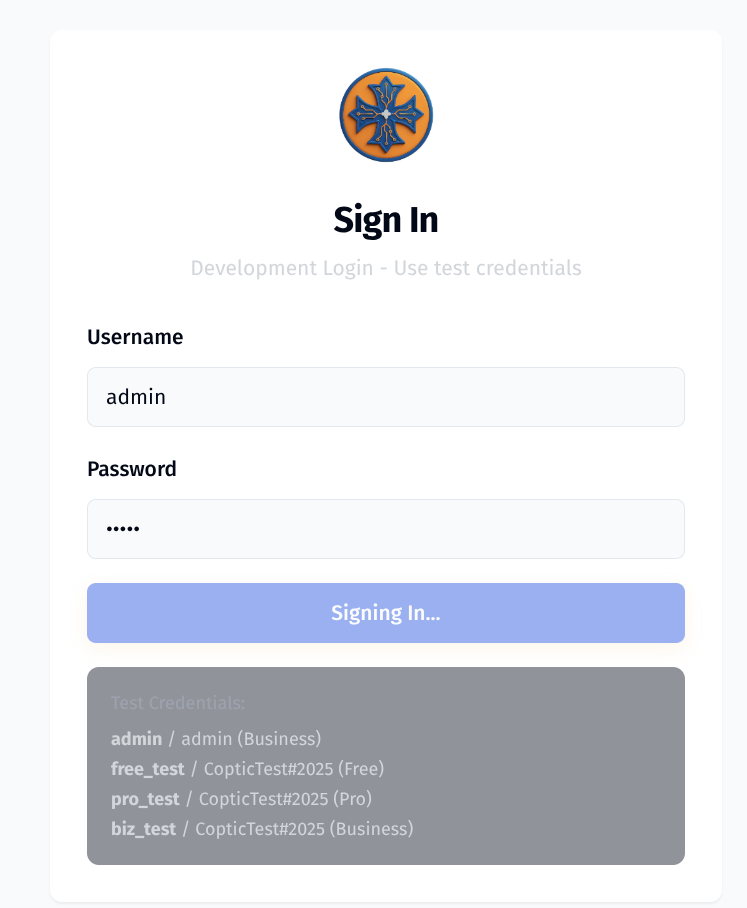 Sign In
Development Login - Use test credentials
Username
admin
Password
•••••
Signing In...
Test Credentials:
admin / admin (Business)
free_test / CopticTest#2025 (Free)
pro_test / CopticTest#2025 (Pro)
biz_test / CopticTest#2025 (Business)